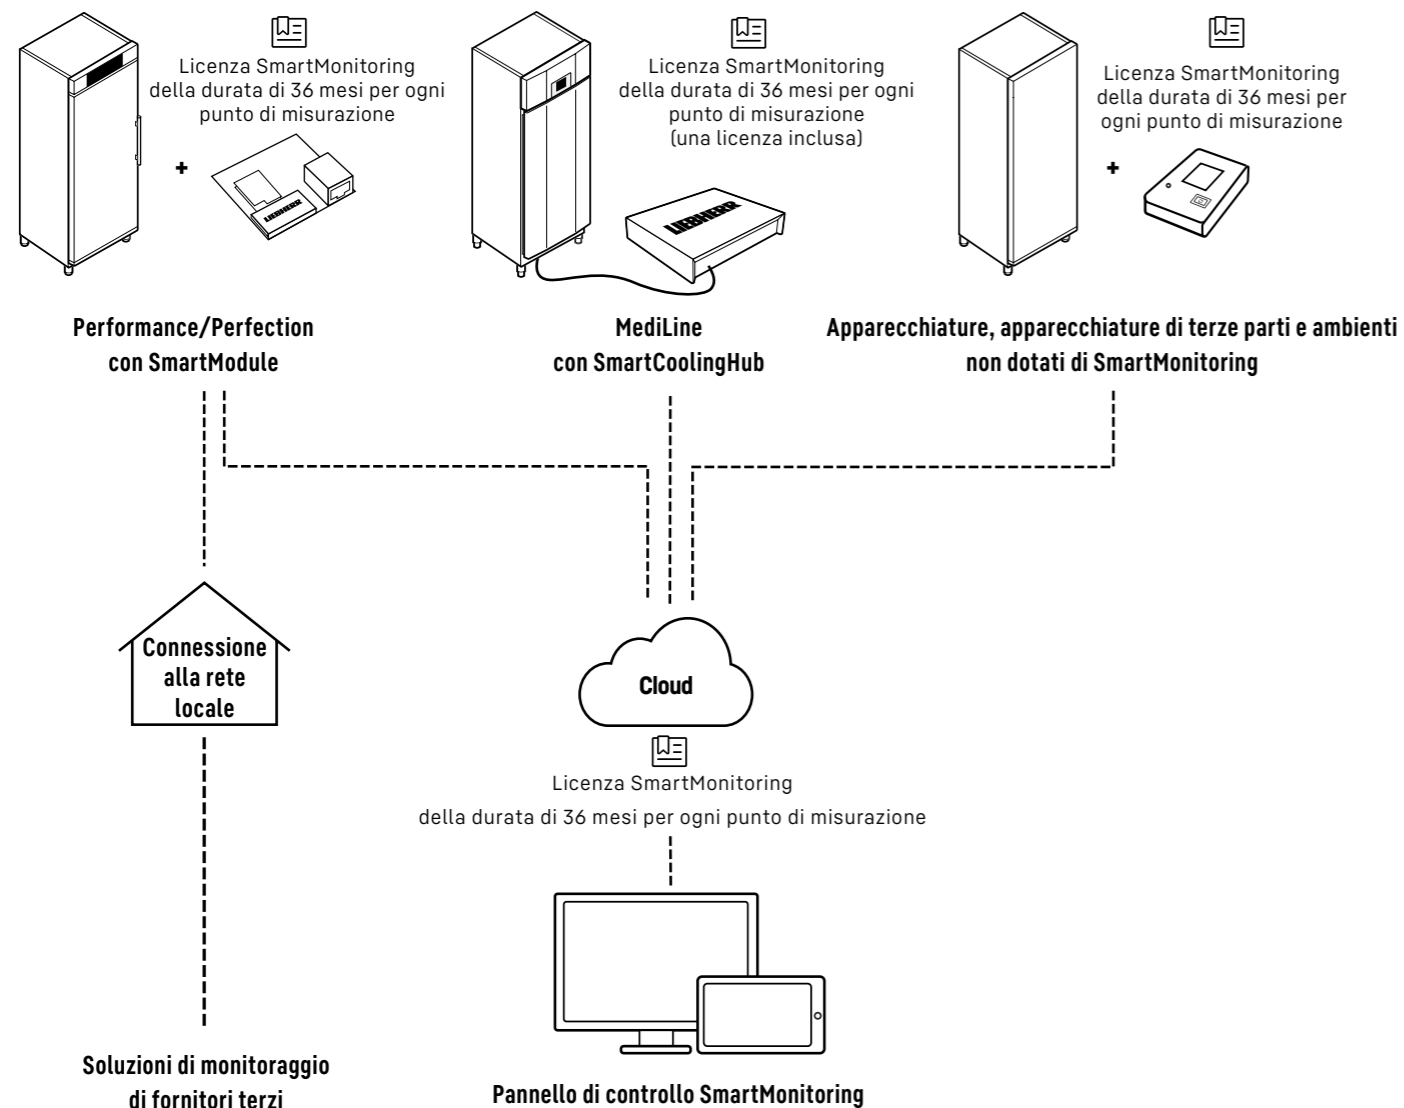 Licenza SmartMonitoring
della durata di 36 mesi per ogni
punto di misurazione
+
LIEBHERR
Performance/Perfection
con SmartModule
Licenza SmartMonitoring
della durata di 36 mesi per ogni
punto di misurazione
(una licenza inclusa)
LIEBHERR
MediLine
con SmartCoolingHub
Licenza SmartMonitoring
della durata di 36 mesi per
ogni punto di misurazione
+
Apparecchiature, apparecchiature di terze parti e ambienti
non dotati di SmartMonitoring
Connessione
alla rete
locale
Soluzioni di monitoraggio
di fornitori terzi
Cloud
Licenza SmartMonitoring
della durata di 36 mesi per ogni punto di misurazione
Pannello di controllo SmartMonitoring